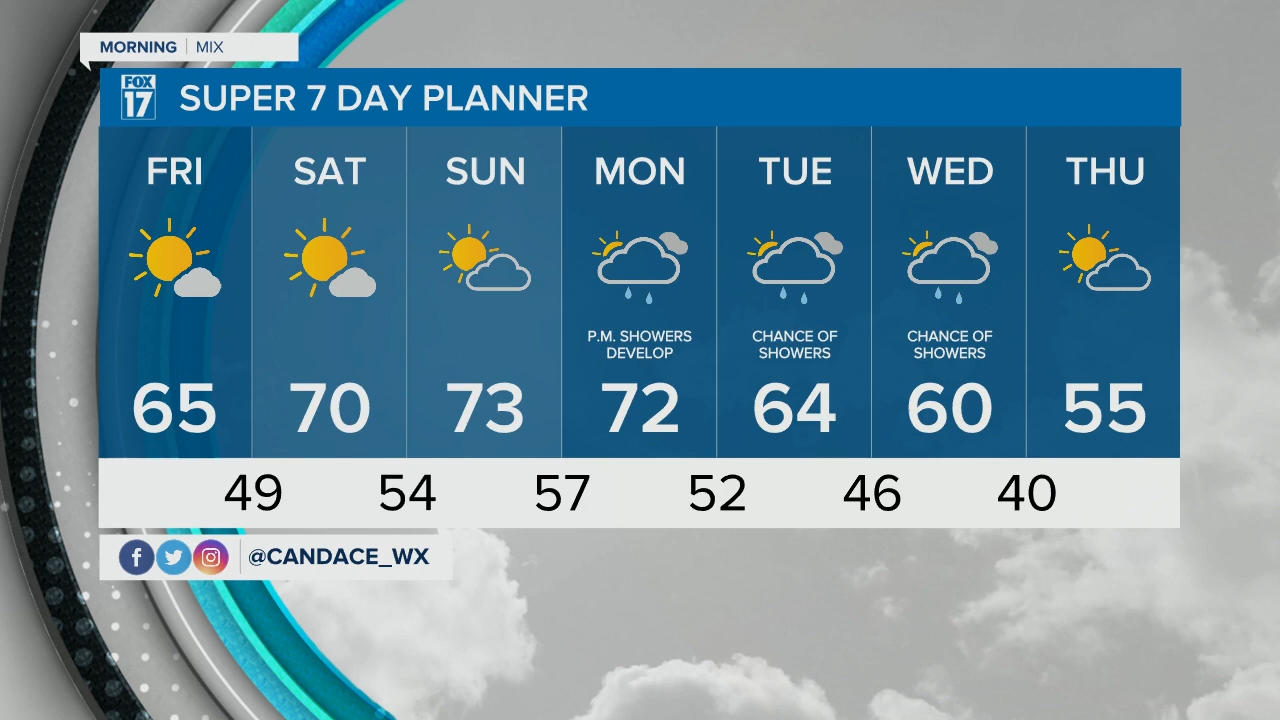 MORNING | MIX
FOX
17
SUPER 7 DAY PLANNER
FRI SAT SUN MON TUE WED THU
P.M. SHOWERS CHANCE OF CHANCE OF
DEVELOP SHOWERS SHOWERS
65 70 73 72 64 60 55
49 54 57 52 46 40
@CANDACE_WX